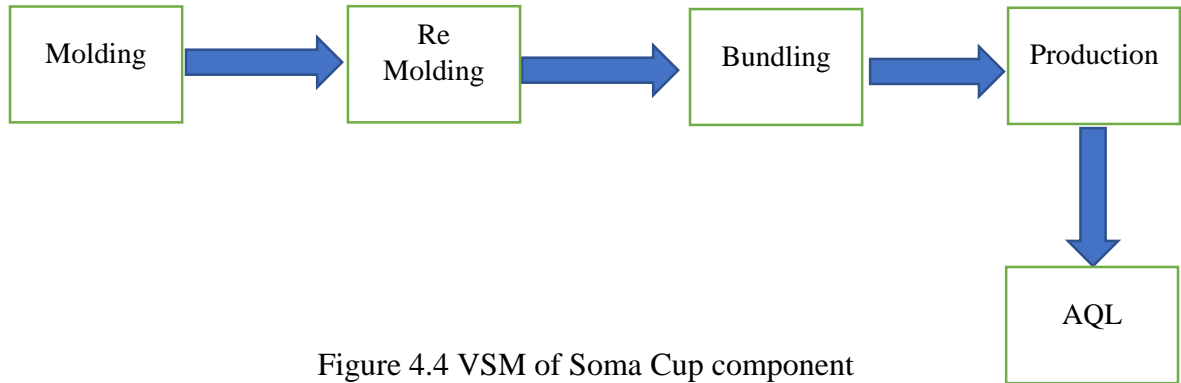 Molding
Re
Molding
Bundling
Production
AQL
Figure 4.4 VSM of Soma Cup component